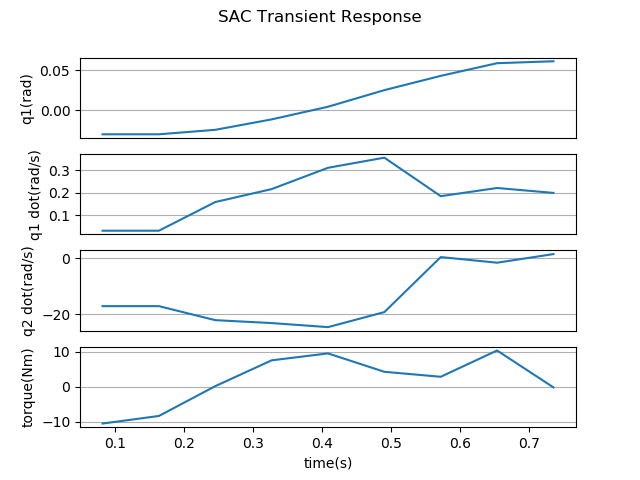 SAC Transient Response
q1(rad)
0.05
0.00
q1 dot(rad/s)
0.3
0.2
0.1
q2 dot(rad/s)
0
−20
torque(Nm)
10
0
−10
0.1 0.2 0.3 0.4 0.5 0.6 0.7
time(s)